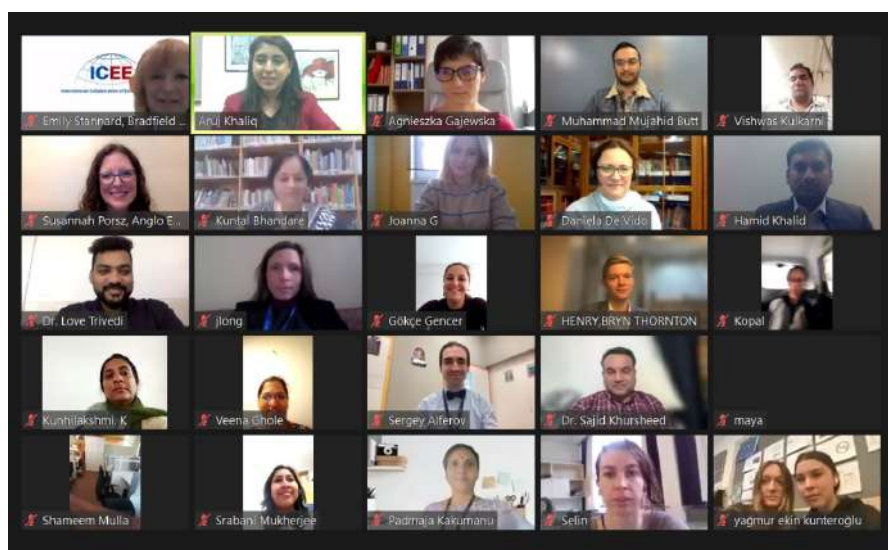 ICEE
Emily Stannard, Bradfield ...
Aruj Khaliq
Agnieszka Gajewska
Muhammad Mujahid Butt
Vishwas Kulkarni
Susannah Porsz, Anglo E...
Kuntal Bhandare
Joanna G
Daniela De Vido
Hamid Khalid
Dr. Love Trivedi
jlong
Gökçe Gencer
HENRY,BRYN THORNTON
Kopal
Kunhilakshmi. K
Veena Ghole
Sergey Alferov
Dr. Sajid Khursheed
maya
Shameem Mulla
Srabani Mukherjee
Padmaja Kakumanu
Selin
yağmur ekin kunteroğlu